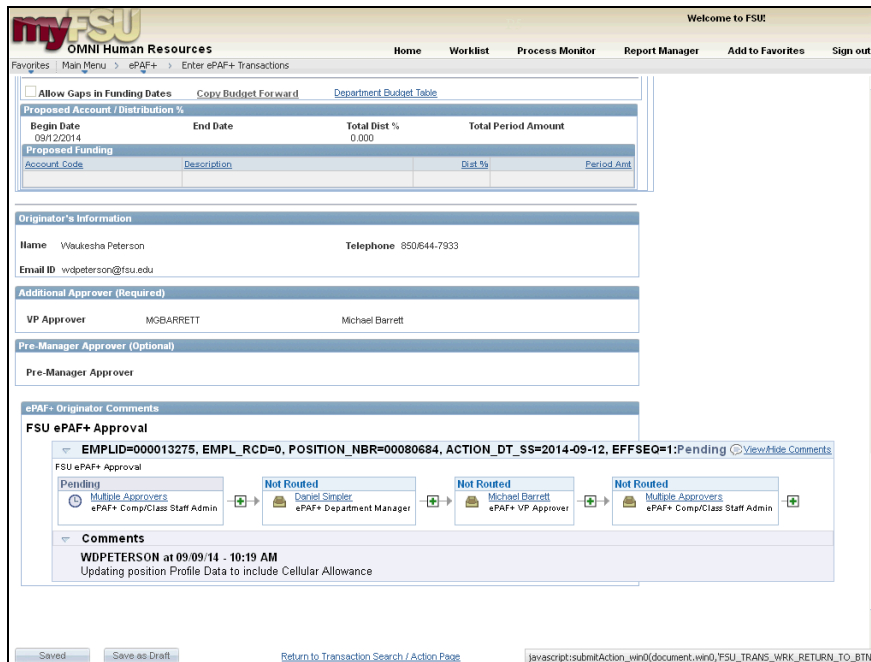 myFSU
Welcome to FSU!
OMNI Human Resources
Home Worklist Process Monitor Report Manager Add to Favorites Sign out
Favorites Main Menu > ePAF+ > Enter ePAF+ Transactions
Allow Gaps in Funding Dates Copy Budget Forward Department Budget Table
Proposed Account / Distribution %
Begin Date End Date Total Dist % Total Period Amount
09/12/2014 0.000
Proposed Funding
Account Code Description Dist % Period Amt
Originator's Information
Name Waukesha Peterson Telephone 850/644-7933
Email ID wdpeterson@fsu.edu
Additional Approver (Required)
VP Approver MGBARRETT Michael Barrett
Pre-Manager Approver (Optional)
Pre-Manager Approver
ePAF+ Originator Comments
FSU ePAF+ Approval
EMPLID=000013275, EMPL_RCD=0, POSITION_NBR=00080684, ACTION_DT_SS=2014-09-12, EFFSEQ=1:Pending View/Hide Comments
FSU ePAF+ Approval
Pending Not Routed Not Routed Not Routed
Multiple Approvers Daniel Simpler Michael Barrett Multiple Approvers
ePAF+ Comp/Class Staff Admin ePAF+ Department Manager ePAF+ VP Approver ePAF+ Comp/Class Staff Admin
Comments
WDPETERSON at 09/09/14 - 10:19 AM
Updating position Profile Data to include Cellular Allowance
Saved Save as Draft Return to Transaction Search / Action Page javascript:submitAction_win0(document.win0,'FSU_TRANS_WRK_RETURN_TO_BTN